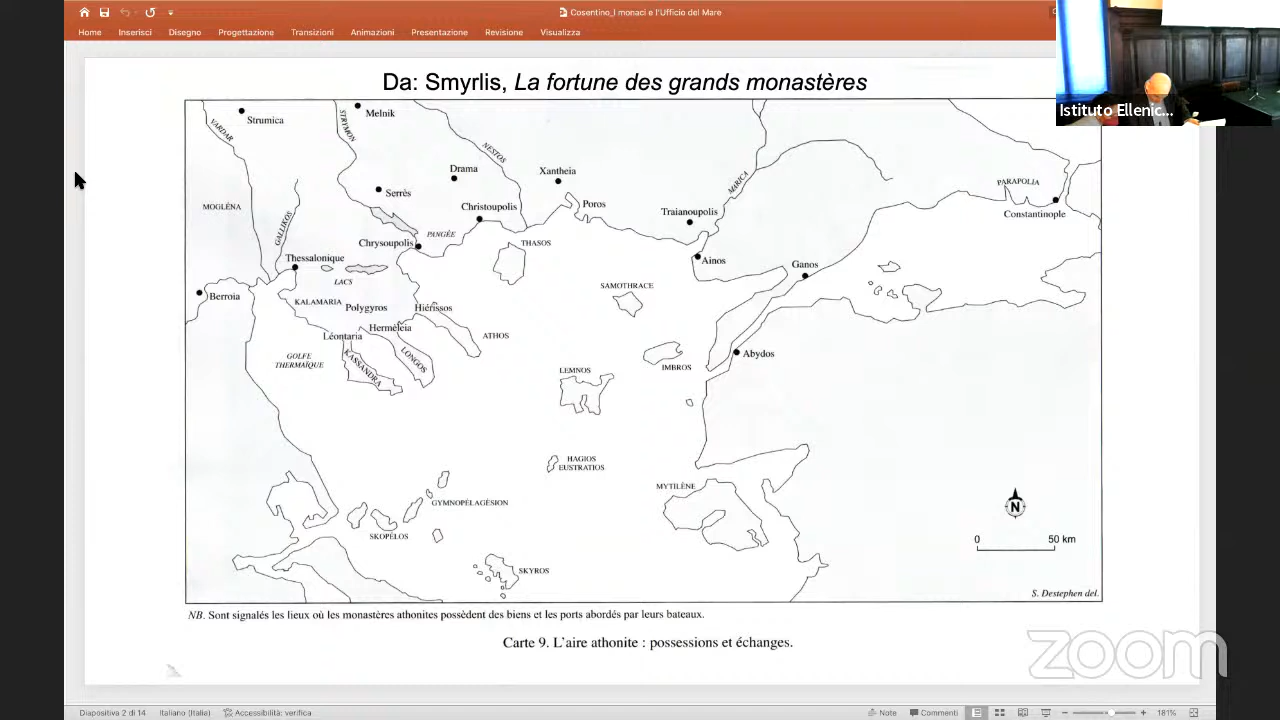 Cosentino_I monaci e l'Ufficio del Mare
Home Inserisci Disegno Progettazione Transizioni Animazioni Presentazione Revisione Visualizza
Istituto Ellenic...
Da: Smyrlis, La fortune des grands monastères
Strumica
Melnik
VARDAR
STRYMON
NESTOS
Drama
Xantheia
MARICA
PARAPOLIA
Serrès
MOGLÉNA
Christoupolis
Poros
Traianoupolis
Constantinople
GALLIKOS
PANGÉE
Chrysoupolis
THASOS
Thessalonique
Ainos
Ganos
LACS
SAMOTHRACE
Berroia
KALAMARIA
Polygyros
Hiérissos
Hermèleia
Léontaria
ATHOS
GOLFE
THERMAÏQUE
KASSANDRA
LONGOS
Abydos
IMBROS
LEMNOS
HAGIOS
EUSTRATIOS
MYTILÈNE
GYMNOPÉLAGÈSION
N
SKOPÉLOS
0 50 km
SKYROS
S. Destephen del.
NB. Sont signalés les lieux où les monastères athonites possèdent des biens et les ports abordés par leurs bateaux.
Carte 9. L'aire athonite : possessions et échanges.
zoom
Diapositiva 2 di 14 Italiano (Italia) Accessibilità: verifica Note Commenti 181%